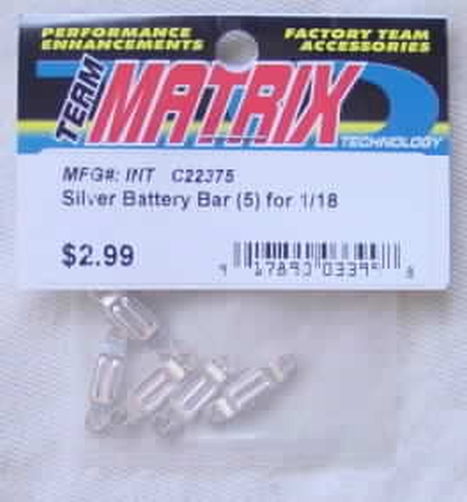 PERFORMANCE
ENHANCEMENTS
FACTORY TEAM
ACCESSORIES
TEAM
MATRIX
TECHNOLOGY
MFG#: INT C22375
Silver Battery Bar (5) for 1/18
$2.99